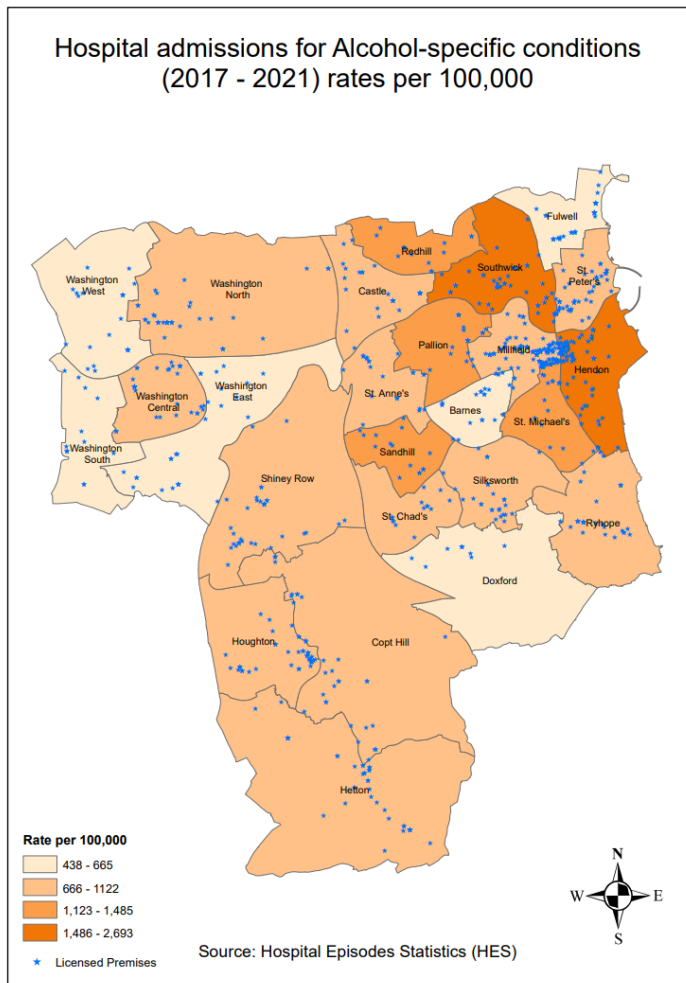 Hospital admissions for Alcohol-specific conditions
(2017 - 2021) rates per 100,000
Fulwell
Redhill
Southwick
St.
Peter's
Washington
West
Washington
North
Castle
Pallion
Millfield
Hendon
Washington
East
St. Anne's
Washington
Central
Barnes
St. Michael's
Washington
South
Sandhill
Shiney Row
Silksworth
St. Chad's
Ryhope
Doxford
Houghton
Copt Hill
Hetton
Rate per 100,000
438 - 665
666 - 1122
1,123 - 1,485
1,486 - 2,693
Licensed Premises
N
W
E
S
Source: Hospital Episodes Statistics (HES)